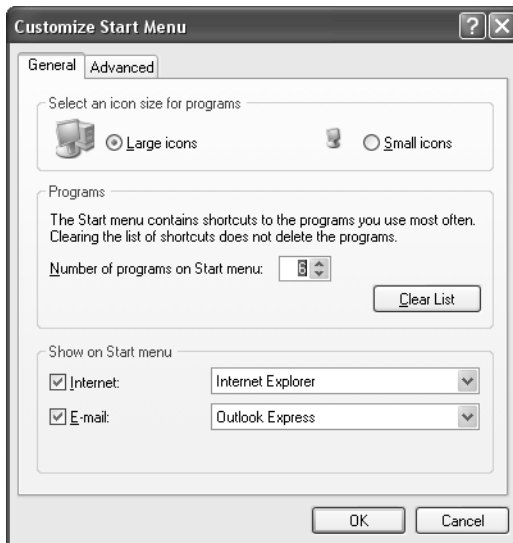 Customize Start Menu
General Advanced
Select an icon size for programs
Large icons Small icons
Programs
The Start menu contains shortcuts to the programs you use most often.
Clearing the list of shortcuts does not delete the programs.
Number of programs on Start menu: 6
Clear List
Show on Start menu
Internet: Internet Explorer
E-mail: Outlook Express
OK Cancel